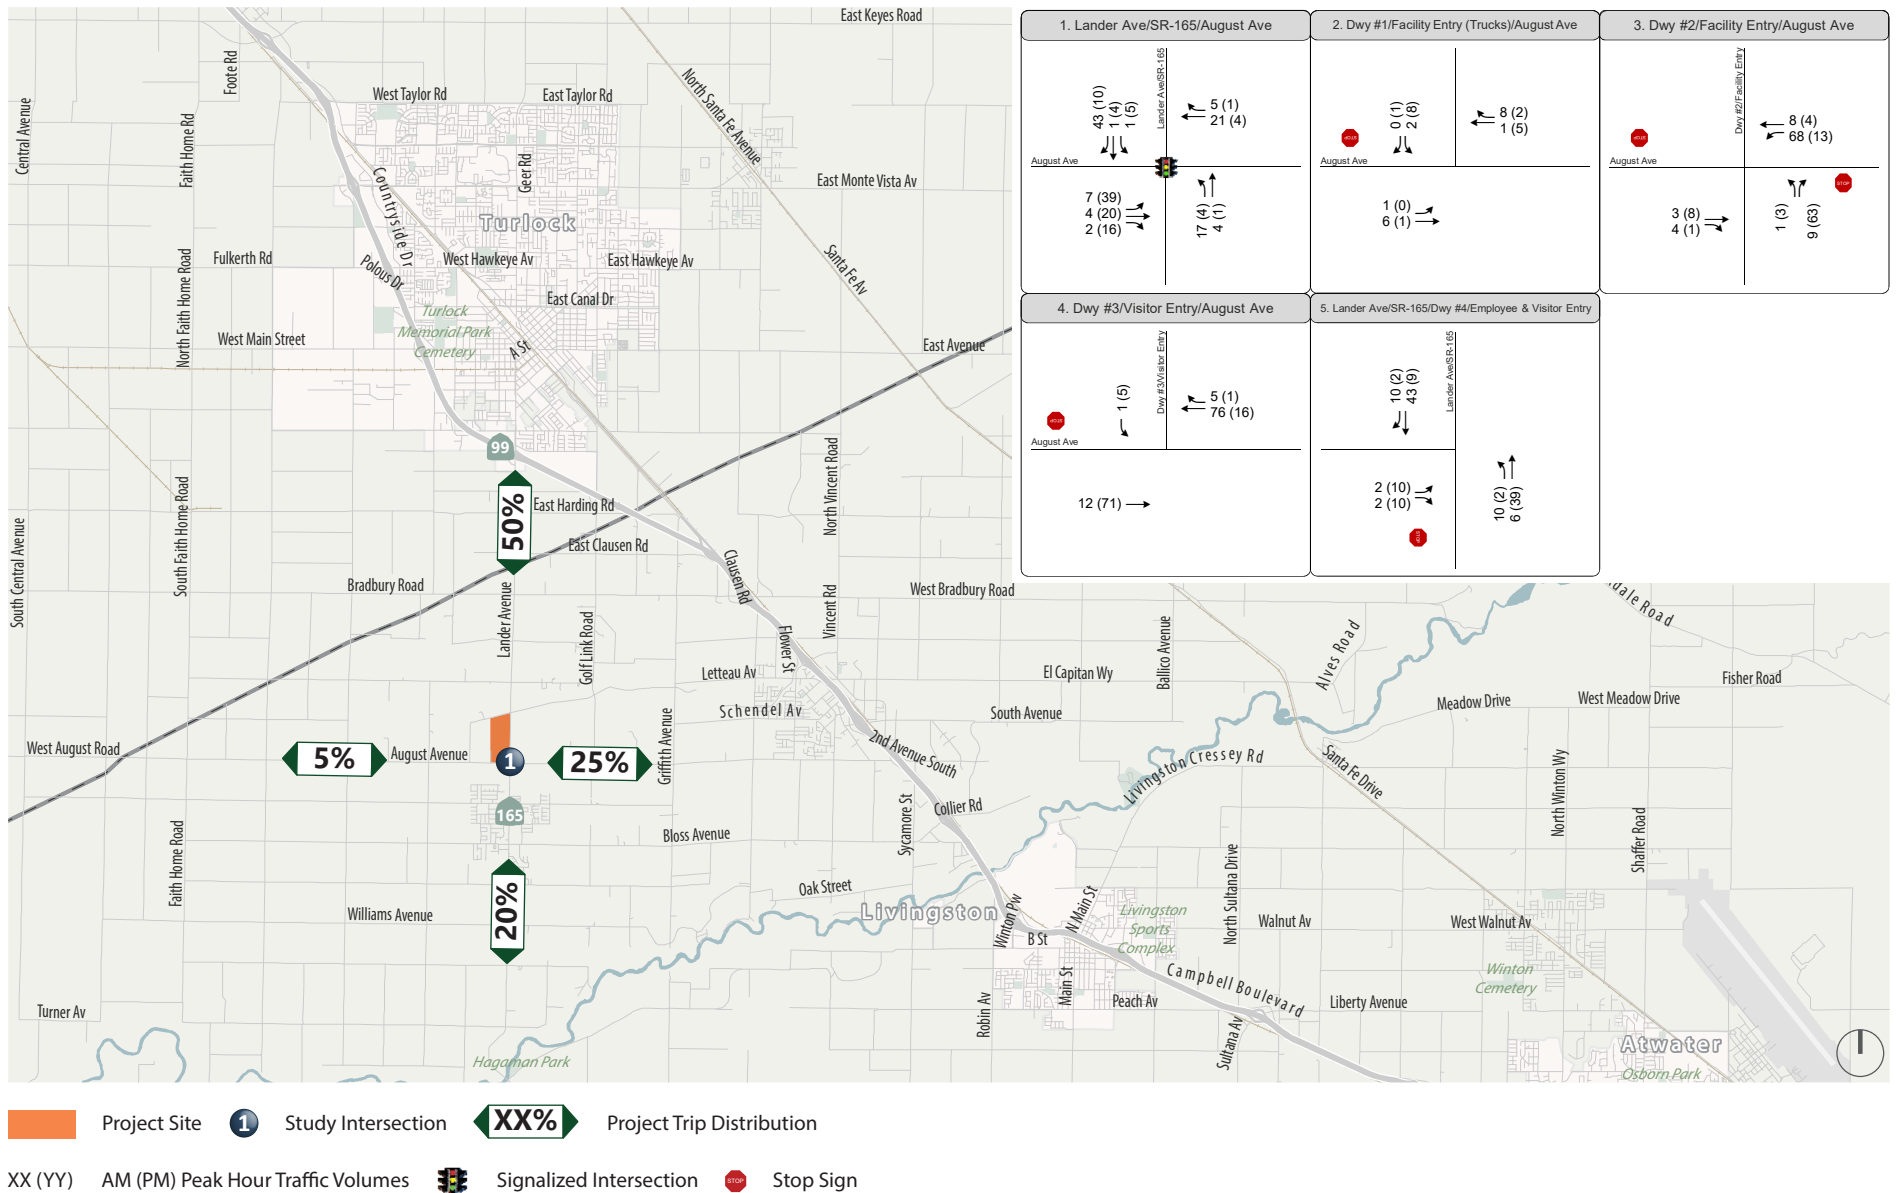 East Keyes Road
Foote Rd
North Santa Fe Avenue
West Taylor Rd
East Taylor Rd
Central Avenue
Faith Home Rd
Geer Rd
Countryside Dr
East Monte Vista Av
Turlock
Santa Fe Av
Fulkerth Rd
West Hawkeye Av
East Hawkeye Av
Polous Dr
North Faith Home Road
East Canal Dr
Turlock
Memorial Park
Cemetery
West Main Street
A St
East Avenue
99
50%
East Harding Rd
East Clausen Rd
North Vincent Road
South Central Avenue
South Faith Home Road
Clausen Rd
Bradbury Road
West Bradbury Road
Lander Avenue
Golf Link Road
Vincent Rd
Flower St
Ballico Avenue
Alves Road
dale Road
Letteau Av
El Capitan Wy
Fisher Road
Schendel Av
South Avenue
Meadow Drive
West Meadow Drive
West August Road
5%
August Avenue
1
25%
Griffith Avenue
2nd Avenue South
Livingston Cressey Rd
Santa Fe Drive
North Winton Wy
165
Bloss Avenue
Sycamore St
Collier Rd
Shaffer Road
Faith Home Road
Oak Street
20%
Williams Avenue
Livingston
Winton Pw
N Main St
B St
Livingston
Sports
Complex
North Sultana Drive
Walnut Av
West Walnut Av
Winton
Cemetery
Campbell Boulevard
Main St
Peach Av
Liberty Avenue
Robin Av
Sultana Av
Turner Av
Hagaman Park
Atwater
Osborn Park
1. Lander Ave/SR-165/August Ave
Lander Ave/SR-165
43 (10)
1 (4)
1 (5)
5 (1)
21 (4)
August Ave
7 (39)
4 (20)
2 (16)
17 (4)
4 (1)
2. Dwy #1/Facility Entry (Trucks)/August Ave
0 (1)
2 (8)
8 (2)
1 (5)
STOP
August Ave
1 (0)
6 (1)
3. Dwy #2/Facility Entry/August Ave
Dwy #2/Facility Entry
8 (4)
68 (13)
STOP
August Ave
STOP
3 (8)
4 (1)
1 (3)
9 (63)
4. Dwy #3/Visitor Entry/August Ave
Dwy #3/Visitor Entry
1 (5)
5 (1)
76 (16)
STOP
August Ave
12 (71)
5. Lander Ave/SR-165/Dwy #4/Employee & Visitor Entry
Lander Ave/SR-165
10 (2)
43 (9)
2 (10)
2 (10)
STOP
10 (2)
6 (39)
Project Site
1
Study Intersection
XX%
Project Trip Distribution
XX (YY)
AM (PM) Peak Hour Traffic Volumes
Signalized Intersection
STOP
Stop Sign